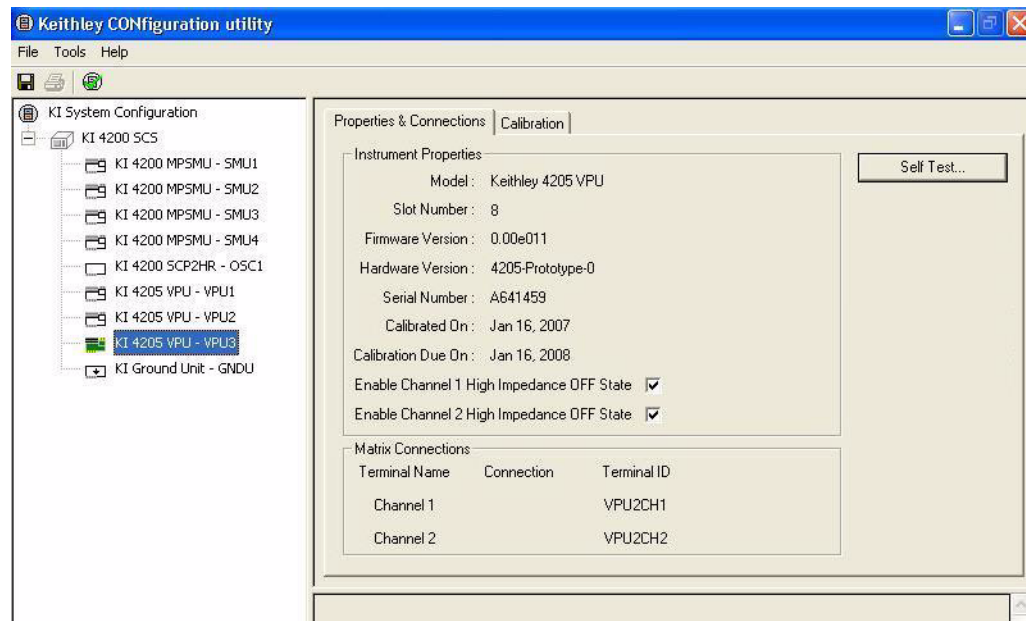 Keithley CONfiguration utility
File Tools Help
KI System Configuration
KI 4200 SCS
KI 4200 MPSMU - SMU1
KI 4200 MPSMU - SMU2
KI 4200 MPSMU - SMU3
KI 4200 MPSMU - SMU4
KI 4200 SCP2HR - OSC1
KI 4205 VPU - VPU1
KI 4205 VPU - VPU2
KI 4205 VPU - VPU3
KI Ground Unit - GNDU
Properties & Connections Calibration
Instrument Properties
Model : Keithley 4205 VPU
Slot Number : 8
Firmware Version : 0.00e011
Hardware Version : 4205-Prototype-0
Serial Number : A641459
Calibrated On : Jan 16, 2007
Calibration Due On : Jan 16, 2008
Enable Channel 1 High Impedance OFF State
Enable Channel 2 High Impedance OFF State
Self Test...
Matrix Connections
Terminal Name Connection Terminal ID
Channel 1 VPU2CH1
Channel 2 VPU2CH2